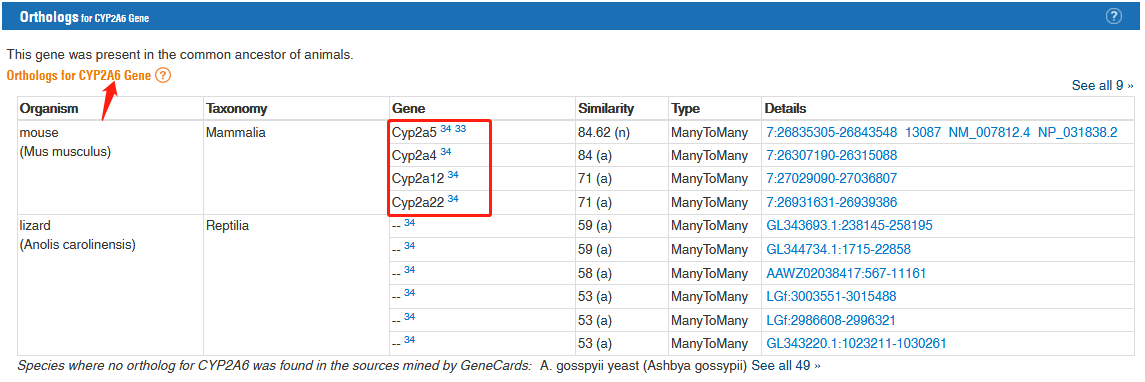 Orthologs for CYP2A6 Gene ?
This gene was present in the common ancestor of animals.
Orthologs for CYP2A6 Gene ?
See all 9 »
Organism Taxonomy Gene Similarity Type Details
mouse Mammalia Cyp2a5 34 33 84.62 (n) ManyToMany 7:26835305-26843548 13087 NM_007812.4 NP_031838.2
(Mus musculus) Cyp2a4 34 84 (a) ManyToMany 7:26307190-26315088
Cyp2a12 34 71 (a) ManyToMany 7:27029090-27036807
Cyp2a22 34 71 (a) ManyToMany 7:26931631-26939386
lizard Reptilia -- 34 59 (a) ManyToMany GL343693.1:238145-258195
(Anolis carolinensis) -- 34 59 (a) ManyToMany GL344734.1:1715-22858
-- 34 58 (a) ManyToMany AAWZ02038417:567-11161
-- 34 53 (a) ManyToMany LGf:3003551-3015488
-- 34 53 (a) ManyToMany LGf:2986608-2996321
-- 34 53 (a) ManyToMany GL343220.1:1023211-1030261
Species where no ortholog for CYP2A6 was found in the sources mined by GeneCards: A. gosspyii yeast (Ashbya gossypii) See all 49 »